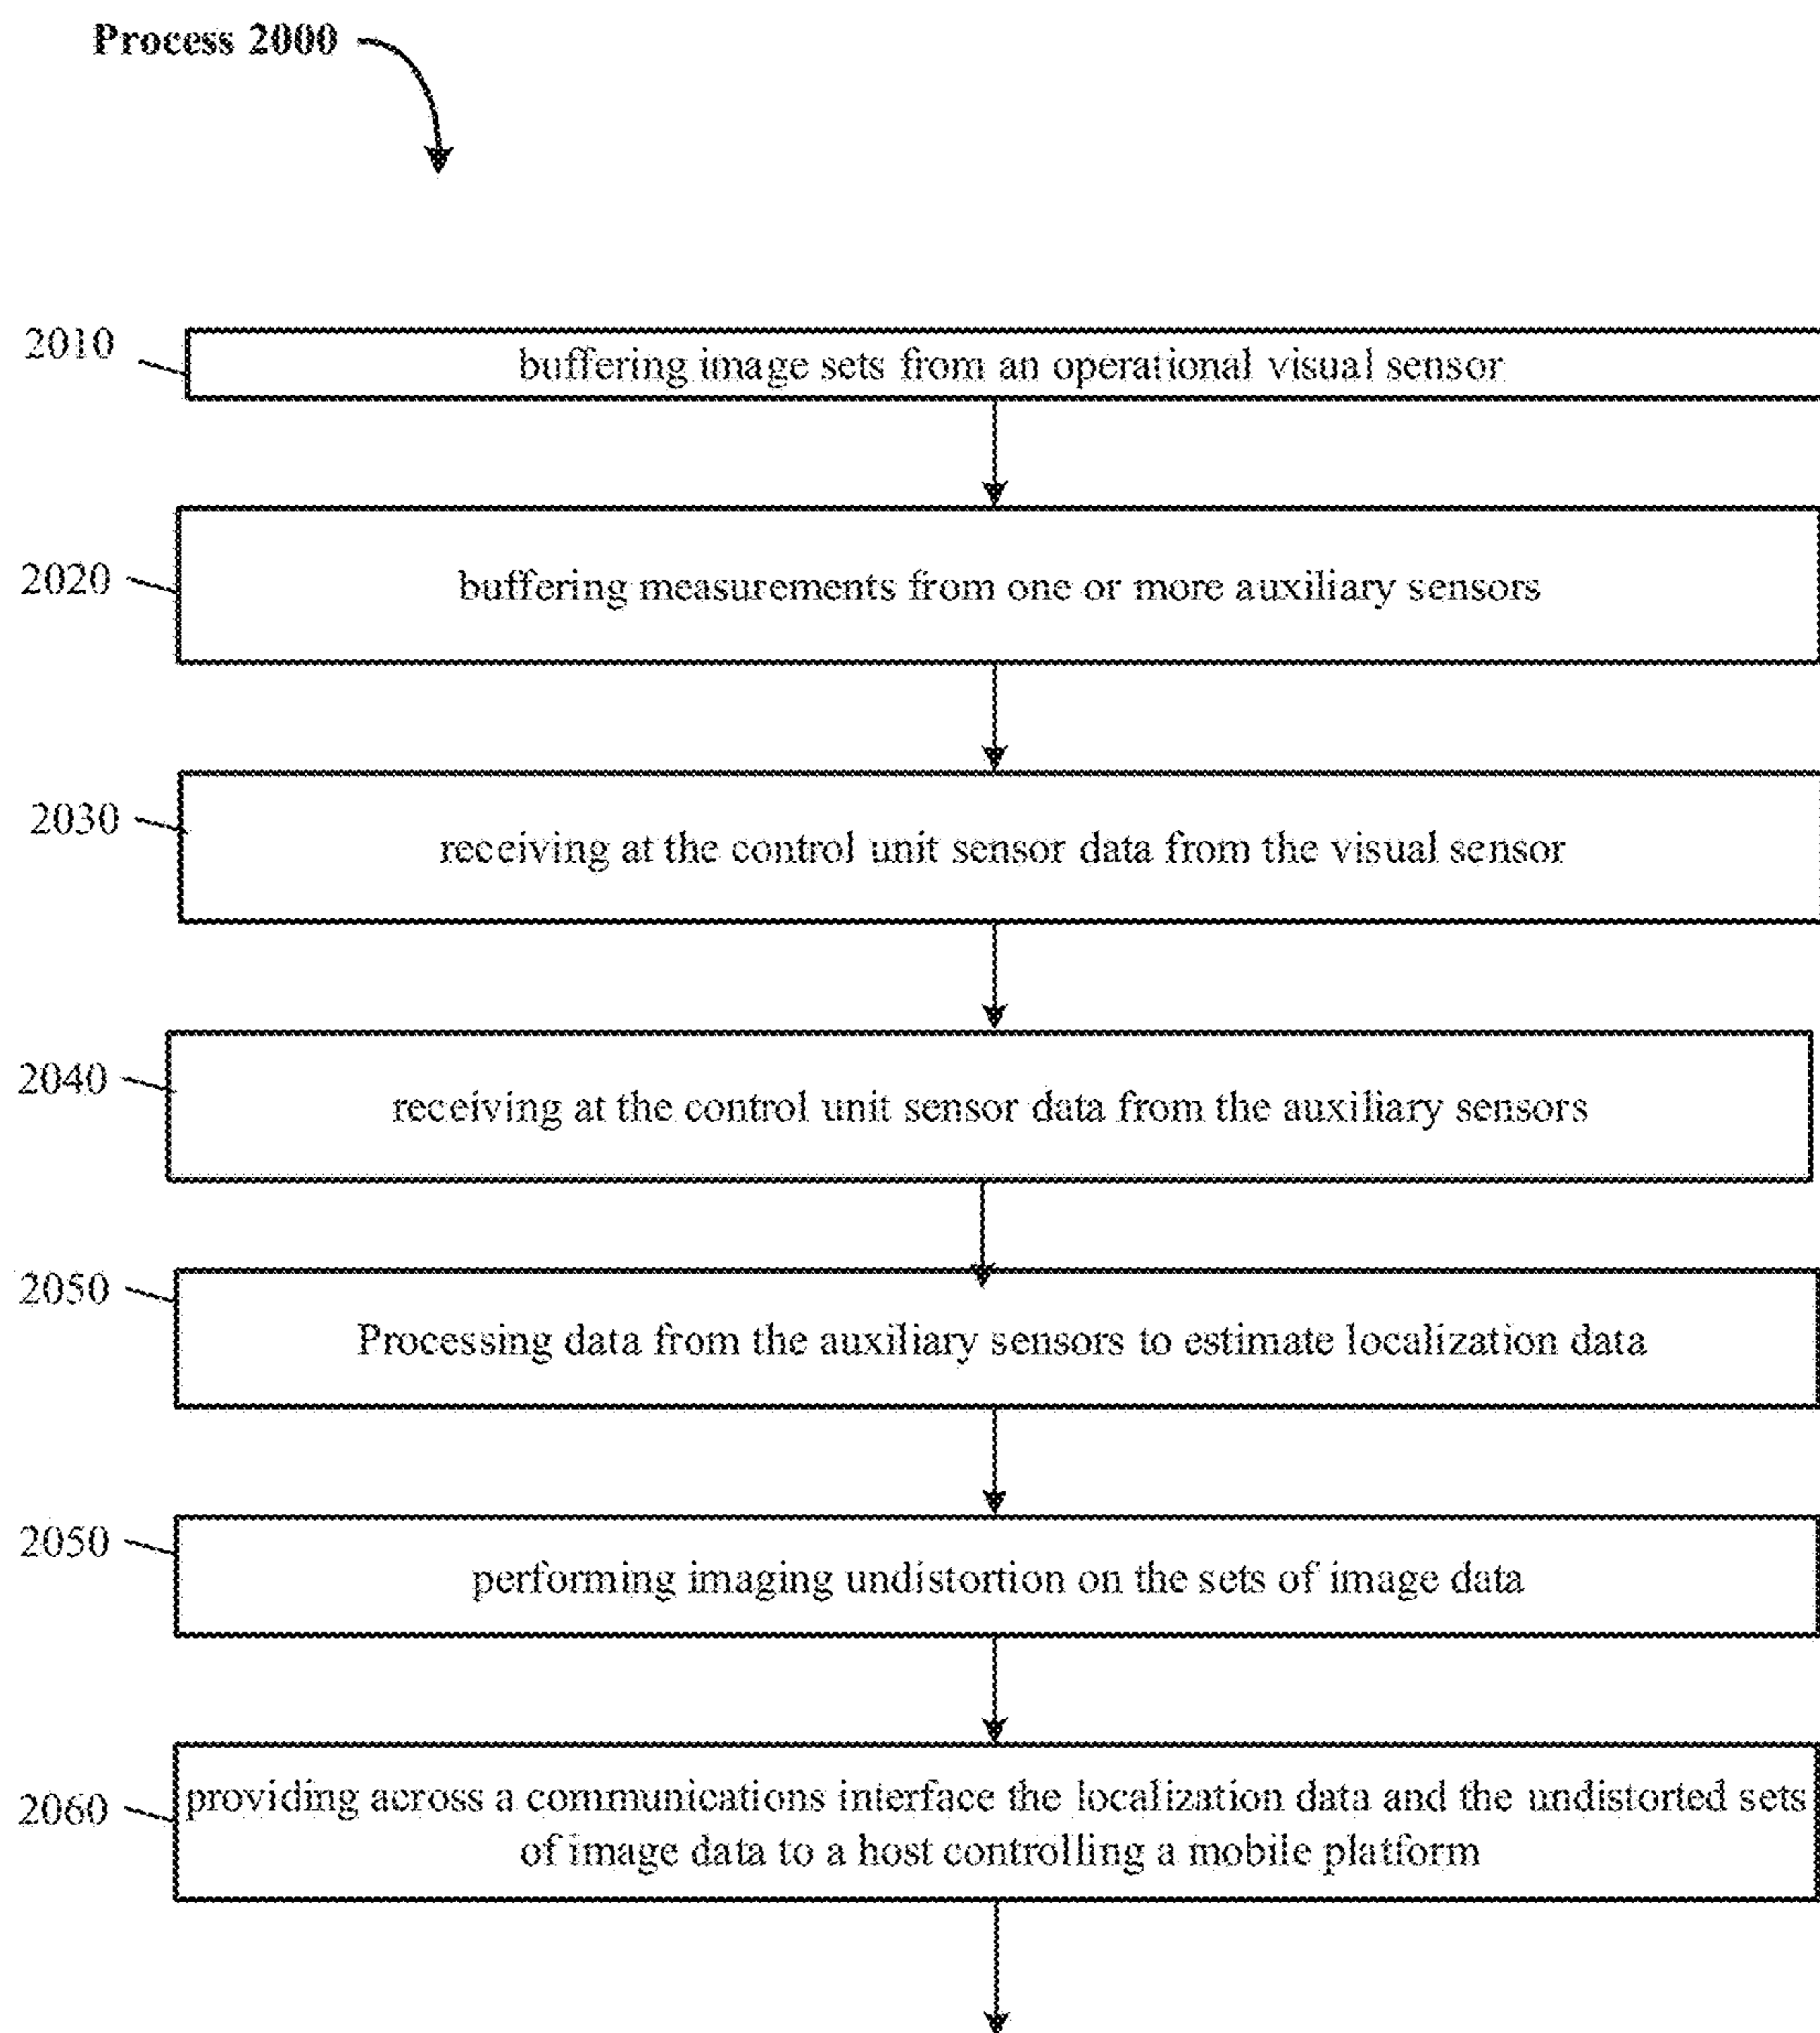 Process 2000
2010
buffering image sets from an operational visual sensor
2020
buffering measurements from one or more auxiliary sensors
2030
receiving at the control unit sensor data from the visual sensor
2040
receiving at the control unit sensor data from the auxiliary sensors
2050
Processing data from the auxiliary sensors to estimate localization data
2050
performing imaging undistortion on the sets of image data
2060
providing across a communications interface the localization data and the undistorted sets
of image data to a host controlling a mobile platform